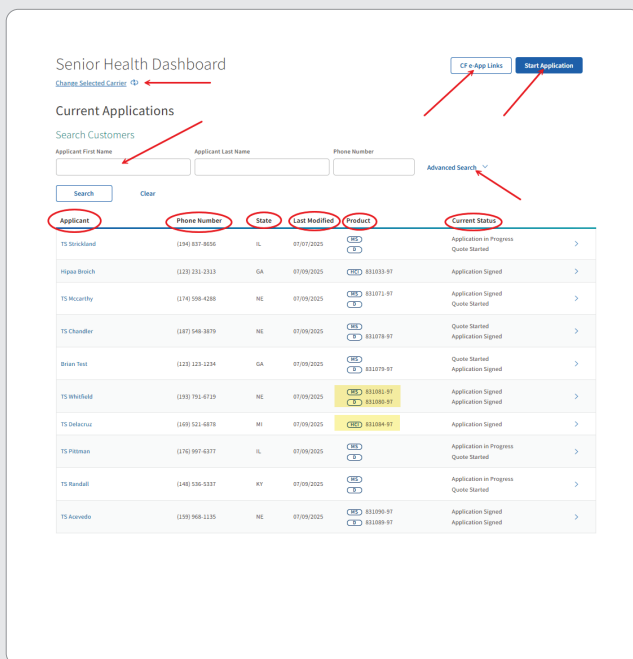 Senior Health Dashboard
CF e-App Links
Start Application
Change Selected Carrier
Current Applications
Search Customers
Applicant First Name Applicant Last Name Phone Number
Advanced Search
Search Clear
Applicant Phone Number State Last Modified Product Current Status
TS Strickland (194) 837-8656 IL 07/07/2025 MS Application in Progress
D Quote Started
Hipaa Broich (123) 231-2313 GA 07/09/2025 HCI 831033-97 Application Signed
TS Mccarthy (174) 598-4288 NE 07/09/2025 MS 831071-97 Application Signed
D Quote Started
TS Chandler (187) 548-3879 NE 07/09/2025 MS Quote Started
D 831078-97 Application Signed
Brian Test (123) 123-1234 GA 07/09/2025 MS Quote Started
D 831079-97 Application Signed
TS Whitfield (193) 791-6719 NE 07/09/2025 MS 831081-97 Application Signed
D 831080-97 Application Signed
TS Delacruz (169) 521-6878 MI 07/09/2025 HCI 831084-97 Application Signed
TS Pittman (176) 997-6377 IL 07/09/2025 MS Application in Progress
D Quote Started
TS Randall (148) 536-5337 KY 07/09/2025 MS Application in Progress
D Quote Started
TS Acevedo (159) 968-1135 NE 07/09/2025 MS 831090-97 Application Signed
D 831089-97 Application Signed